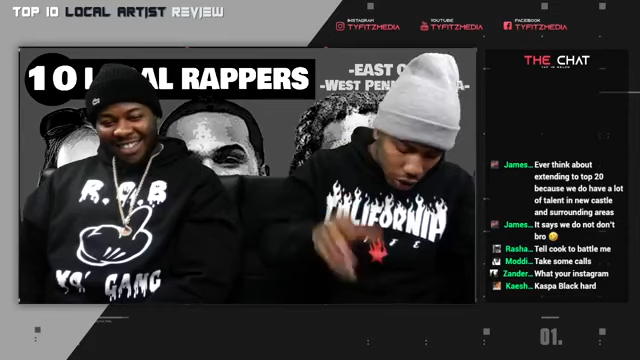 TOP 10 LOCAL ARTIST REVIEW
INSTAGRAM
TYFITZMEDIA
YOUTUBE
TYFITZMEDIA
FACEBOOK
TYFITZMEDIA
10 RAPPERS
-EAST
-WEST
R.O.B
YO' GANG
CALIFORNIA
THE CHAT
James... Ever think about
extending to top 20
because we do have a lot
of talent in new castle
and surrounding areas
James... It says we do not don't
bro
Rasha... Tell cook to battle me
Moddi... Take some calls
Zander... What your instagram
Kaesh... Kaspa Black hard
01.